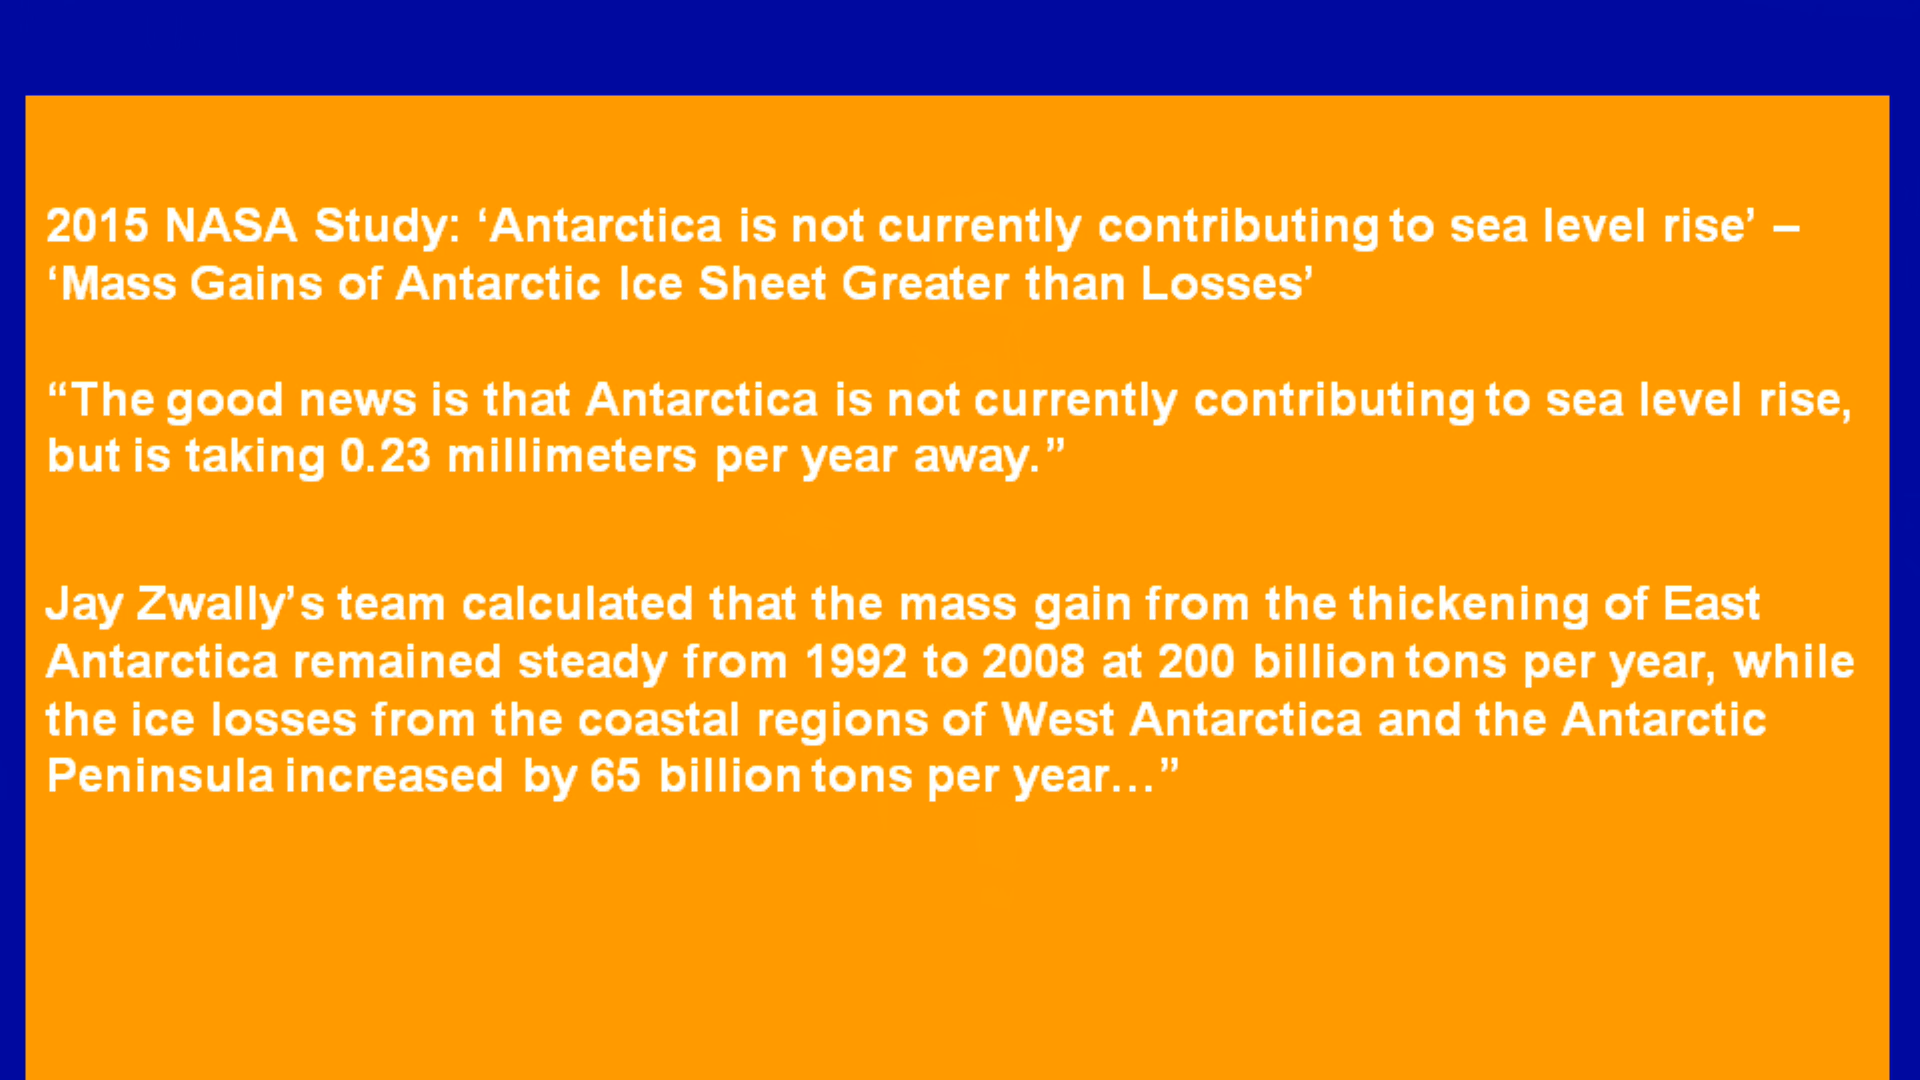 2015 NASA Study: ‘Antarctica is not currently contributing to sea level rise’ –
‘Mass Gains of Antarctic Ice Sheet Greater than Losses’
“The good news is that Antarctica is not currently contributing to sea level rise,
but is taking 0.23 millimeters per year away.”
Jay Zwally’s team calculated that the mass gain from the thickening of East
Antarctica remained steady from 1992 to 2008 at 200 billion tons per year, while
the ice losses from the coastal regions of West Antarctica and the Antarctic
Peninsula increased by 65 billion tons per year…”